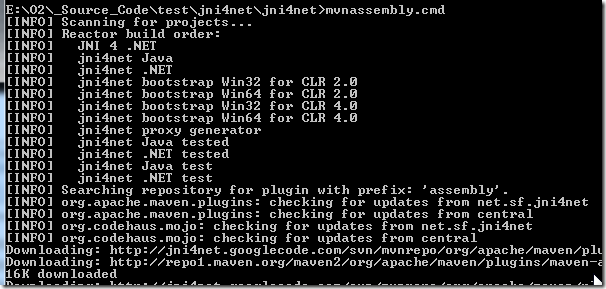 E:\O2\_Source_Code\test\jni4net\jni4net>mvnassembly.cmd
[INFO] Scanning for projects...
[INFO] Reactor build order:
[INFO]   JNI 4 .NET
[INFO]   jni4net Java
[INFO]   jni4net .NET
[INFO]   jni4net bootstrap Win32 for CLR 2.0
[INFO]   jni4net bootstrap Win64 for CLR 2.0
[INFO]   jni4net bootstrap Win32 for CLR 4.0
[INFO]   jni4net bootstrap Win64 for CLR 4.0
[INFO]   jni4net proxy generator
[INFO]   jni4net Java tested
[INFO]   jni4net .NET tested
[INFO]   jni4net Java test
[INFO]   jni4net .NET test
[INFO] Searching repository for plugin with prefix: 'assembly'.
[INFO] org.apache.maven.plugins: checking for updates from net.sf.jni4net
[INFO] org.apache.maven.plugins: checking for updates from central
[INFO] org.codehaus.mojo: checking for updates from net.sf.jni4net
[INFO] org.codehaus.mojo: checking for updates from central
Downloading: http://jni4net.googlecode.com/svn/mvnrepo/org/apache/maven/plu
Downloading: http://repo1.maven.org/maven2/org/apache/maven/plugins/maven-a
16K downloaded